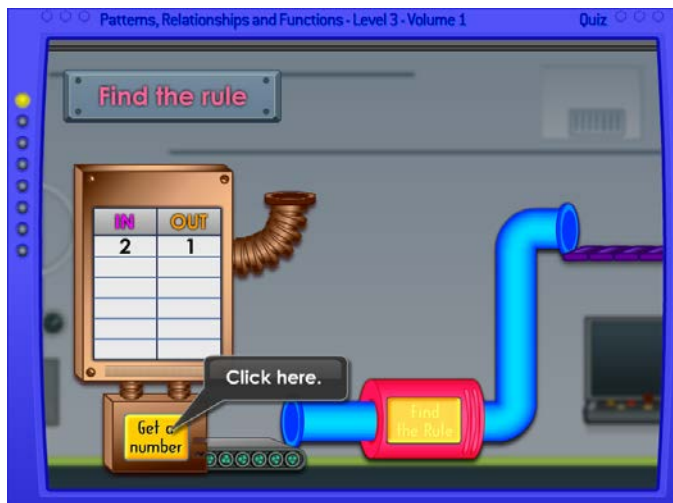 Patterns, Relationships and Functions - Level 3 - Volume 1 Quiz
Find the rule
IN OUT
2 1
Click here.
Get a
number
Find
the Rule